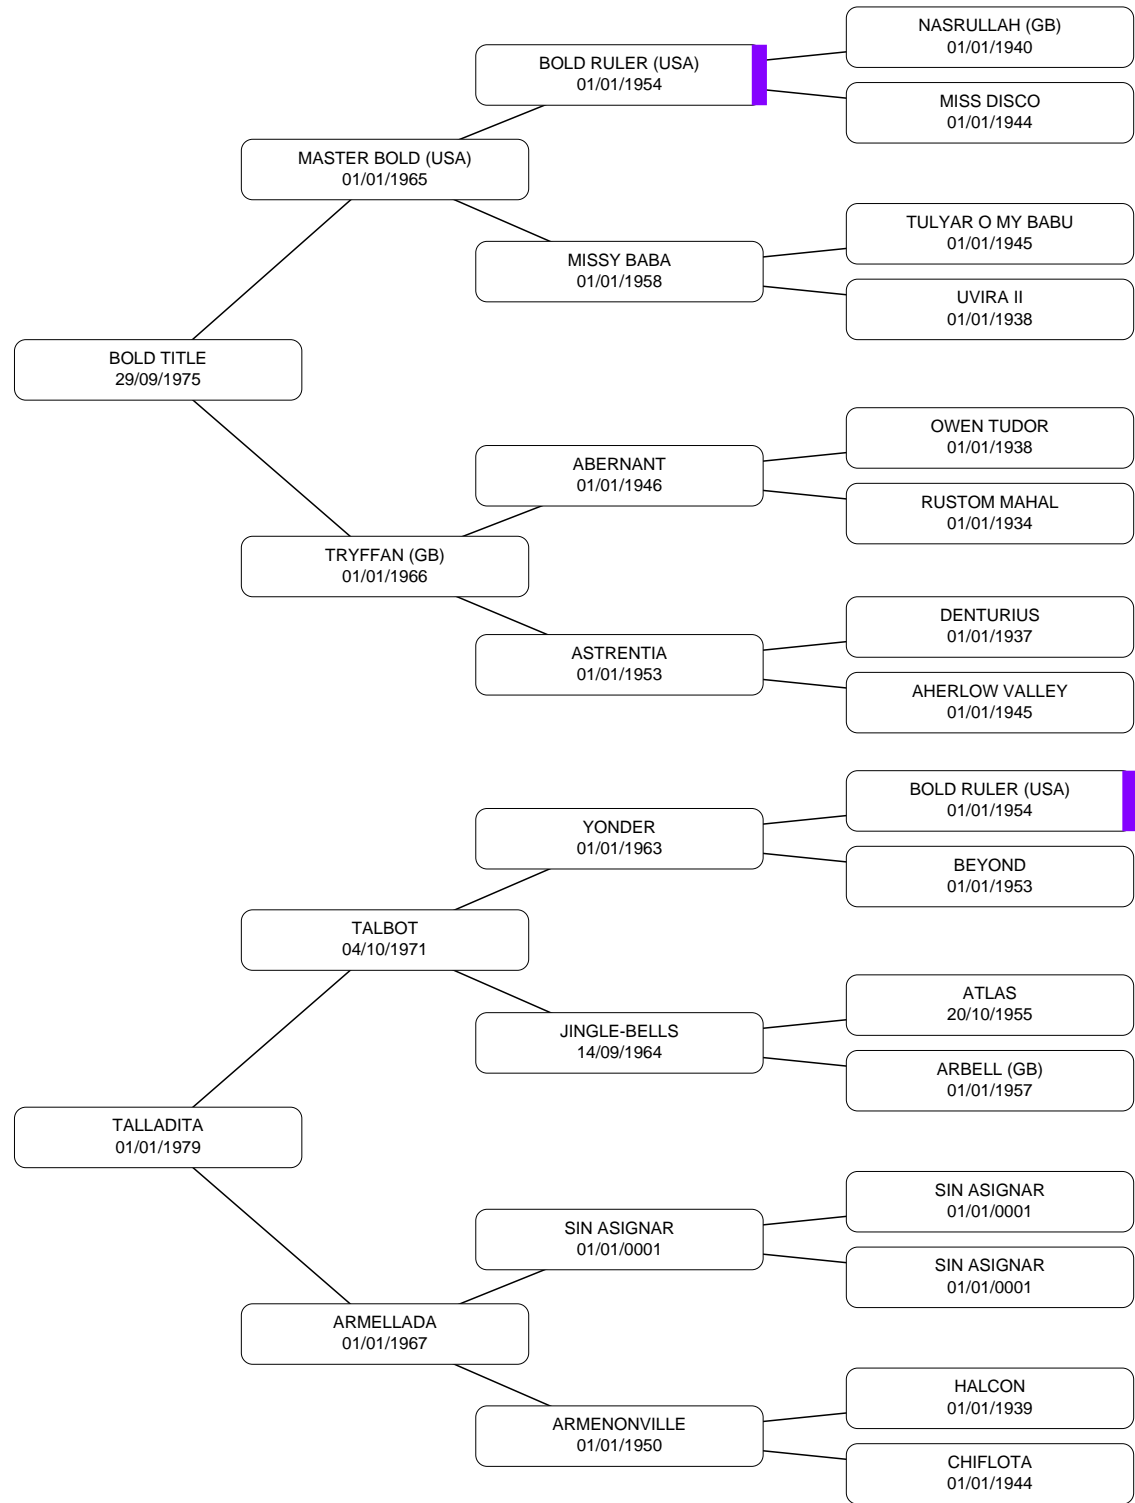 NASRULLAH (GB)
01/01/1940
BOLD RULER (USA)
01/01/1954
MISS DISCO
01/01/1944
MASTER BOLD (USA)
01/01/1965
TULYAR O MY BABU
01/01/1945
MISSY BABA
01/01/1958
UVIRA II
01/01/1938
BOLD TITLE
29/09/1975
OWEN TUDOR
01/01/1938
ABERNANT
01/01/1946
RUSTOM MAHAL
01/01/1934
TRYFFAN (GB)
01/01/1966
DENTURIUS
01/01/1937
ASTRENTIA
01/01/1953
AHERLOW VALLEY
01/01/1945
BOLD RULER (USA)
01/01/1954
YONDER
01/01/1963
BEYOND
01/01/1953
TALBOT
04/10/1971
ATLAS
20/10/1955
JINGLE-BELLS
14/09/1964
ARBELL (GB)
01/01/1957
TALLADITA
01/01/1979
SIN ASIGNAR
01/01/0001
SIN ASIGNAR
01/01/0001
SIN ASIGNAR
01/01/0001
ARMELLADA
01/01/1967
HALCON
01/01/1939
ARMENONVILLE
01/01/1950
CHIFLOTA
01/01/1944